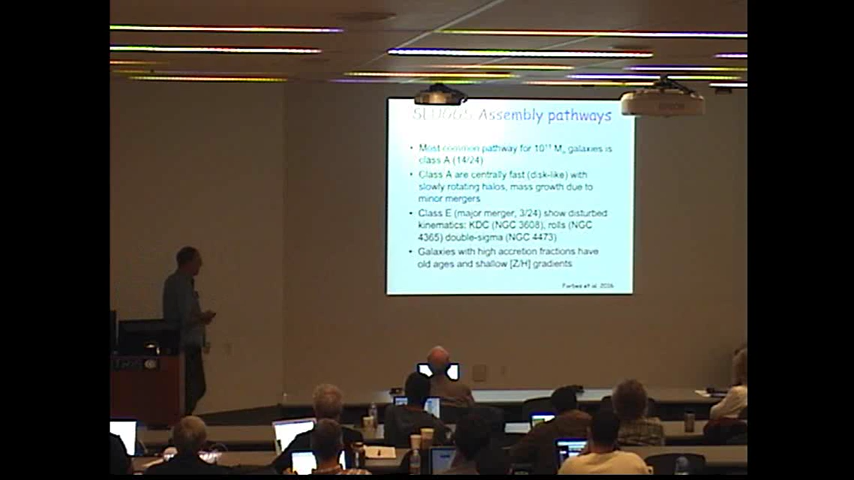 SLUGGS Assembly pathways
• Most common pathway for 10¹¹ M☉ galaxies is
class A (14/24)
• Class A are centrally fast (disk-like) with
slowly rotating halos, mass growth due to
minor mergers
• Class E (major merger, 3/24) show disturbed
kinematics: KDC (NGC 3608), rolls (NGC
4365) double-sigma (NGC 4473)
• Galaxies with high accretion fractions have
old ages and shallow [Z/H] gradients
Forbes et al. 2016
EPSON